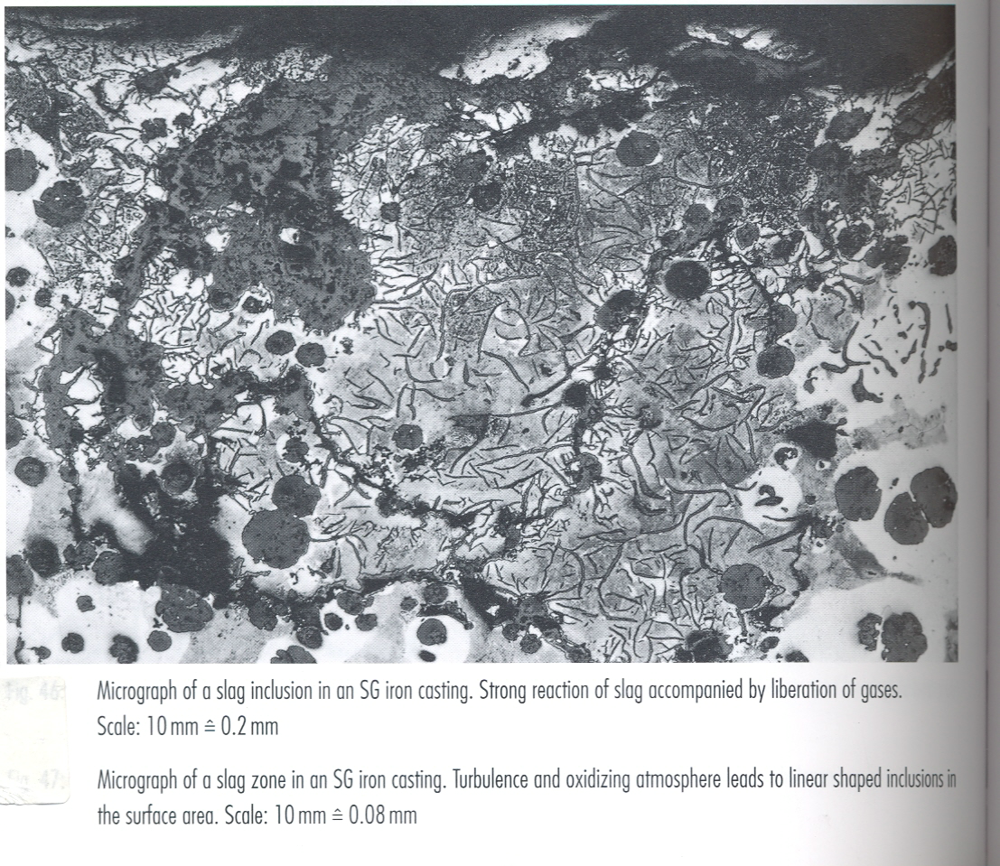 Fig. 46:
Micrograph of a slag inclusion in an SG iron casting. Strong reaction of slag accompanied by liberation of gases.
Scale: 10 mm ≙ 0.2 mm
Fig. 47:
Micrograph of a slag zone in an SG iron casting. Turbulence and oxidizing atmosphere leads to linear shaped inclusions in
the surface area. Scale: 10 mm ≙ 0.08 mm